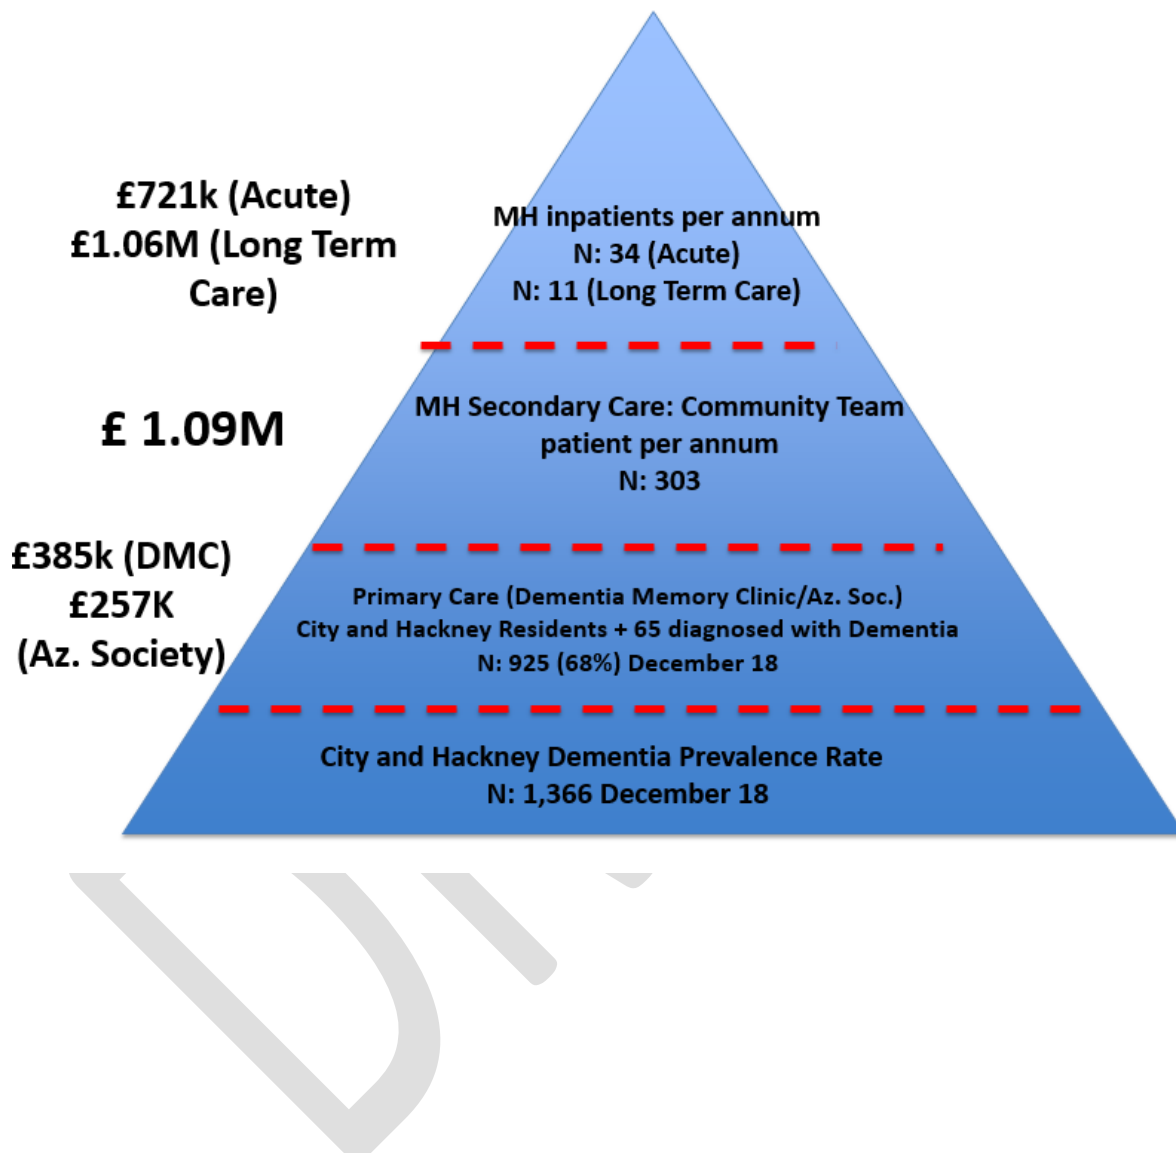 £721k (Acute)
£1.06M (Long Term
Care)
MH inpatients per annum
N: 34 (Acute)
N: 11 (Long Term Care)
£ 1.09M
MH Secondary Care: Community Team
patient per annum
N: 303
£385k (DMC)
£257K
(Az. Society)
Primary Care (Dementia Memory Clinic/Az. Soc.)
City and Hackney Residents + 65 diagnosed with Dementia
N: 925 (68%) December 18
City and Hackney Dementia Prevalence Rate
N: 1,366 December 18